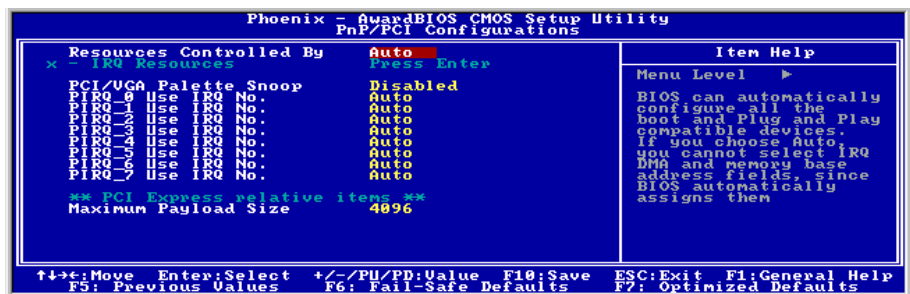 Phoenix - AwardBIOS CMOS Setup Utility
PnP/PCI Configurations
Resources Controlled By Auto
x - IRQ Resources Press Enter
PCI/VGA Palette Snoop Disabled
PIRQ_0 Use IRQ No. Auto
PIRQ_1 Use IRQ No. Auto
PIRQ_2 Use IRQ No. Auto
PIRQ_3 Use IRQ No. Auto
PIRQ_4 Use IRQ No. Auto
PIRQ_5 Use IRQ No. Auto
PIRQ_6 Use IRQ No. Auto
PIRQ_7 Use IRQ No. Auto
** PCI Express relative items **
Maximum Payload Size 4096
Item Help
Menu Level ►
BIOS can automatically
configure all the
boot and Plug and Play
compatible devices.
If you choose Auto,
you cannot select IRQ
DMA and memory base
address fields, since
BIOS automatically
assigns them
↑↓→←:Move Enter:Select +/-/PU/PD:Value F10:Save ESC:Exit F1:General Help
F5: Previous Values F6: Fail-Safe Defaults F7: Optimized Defaults